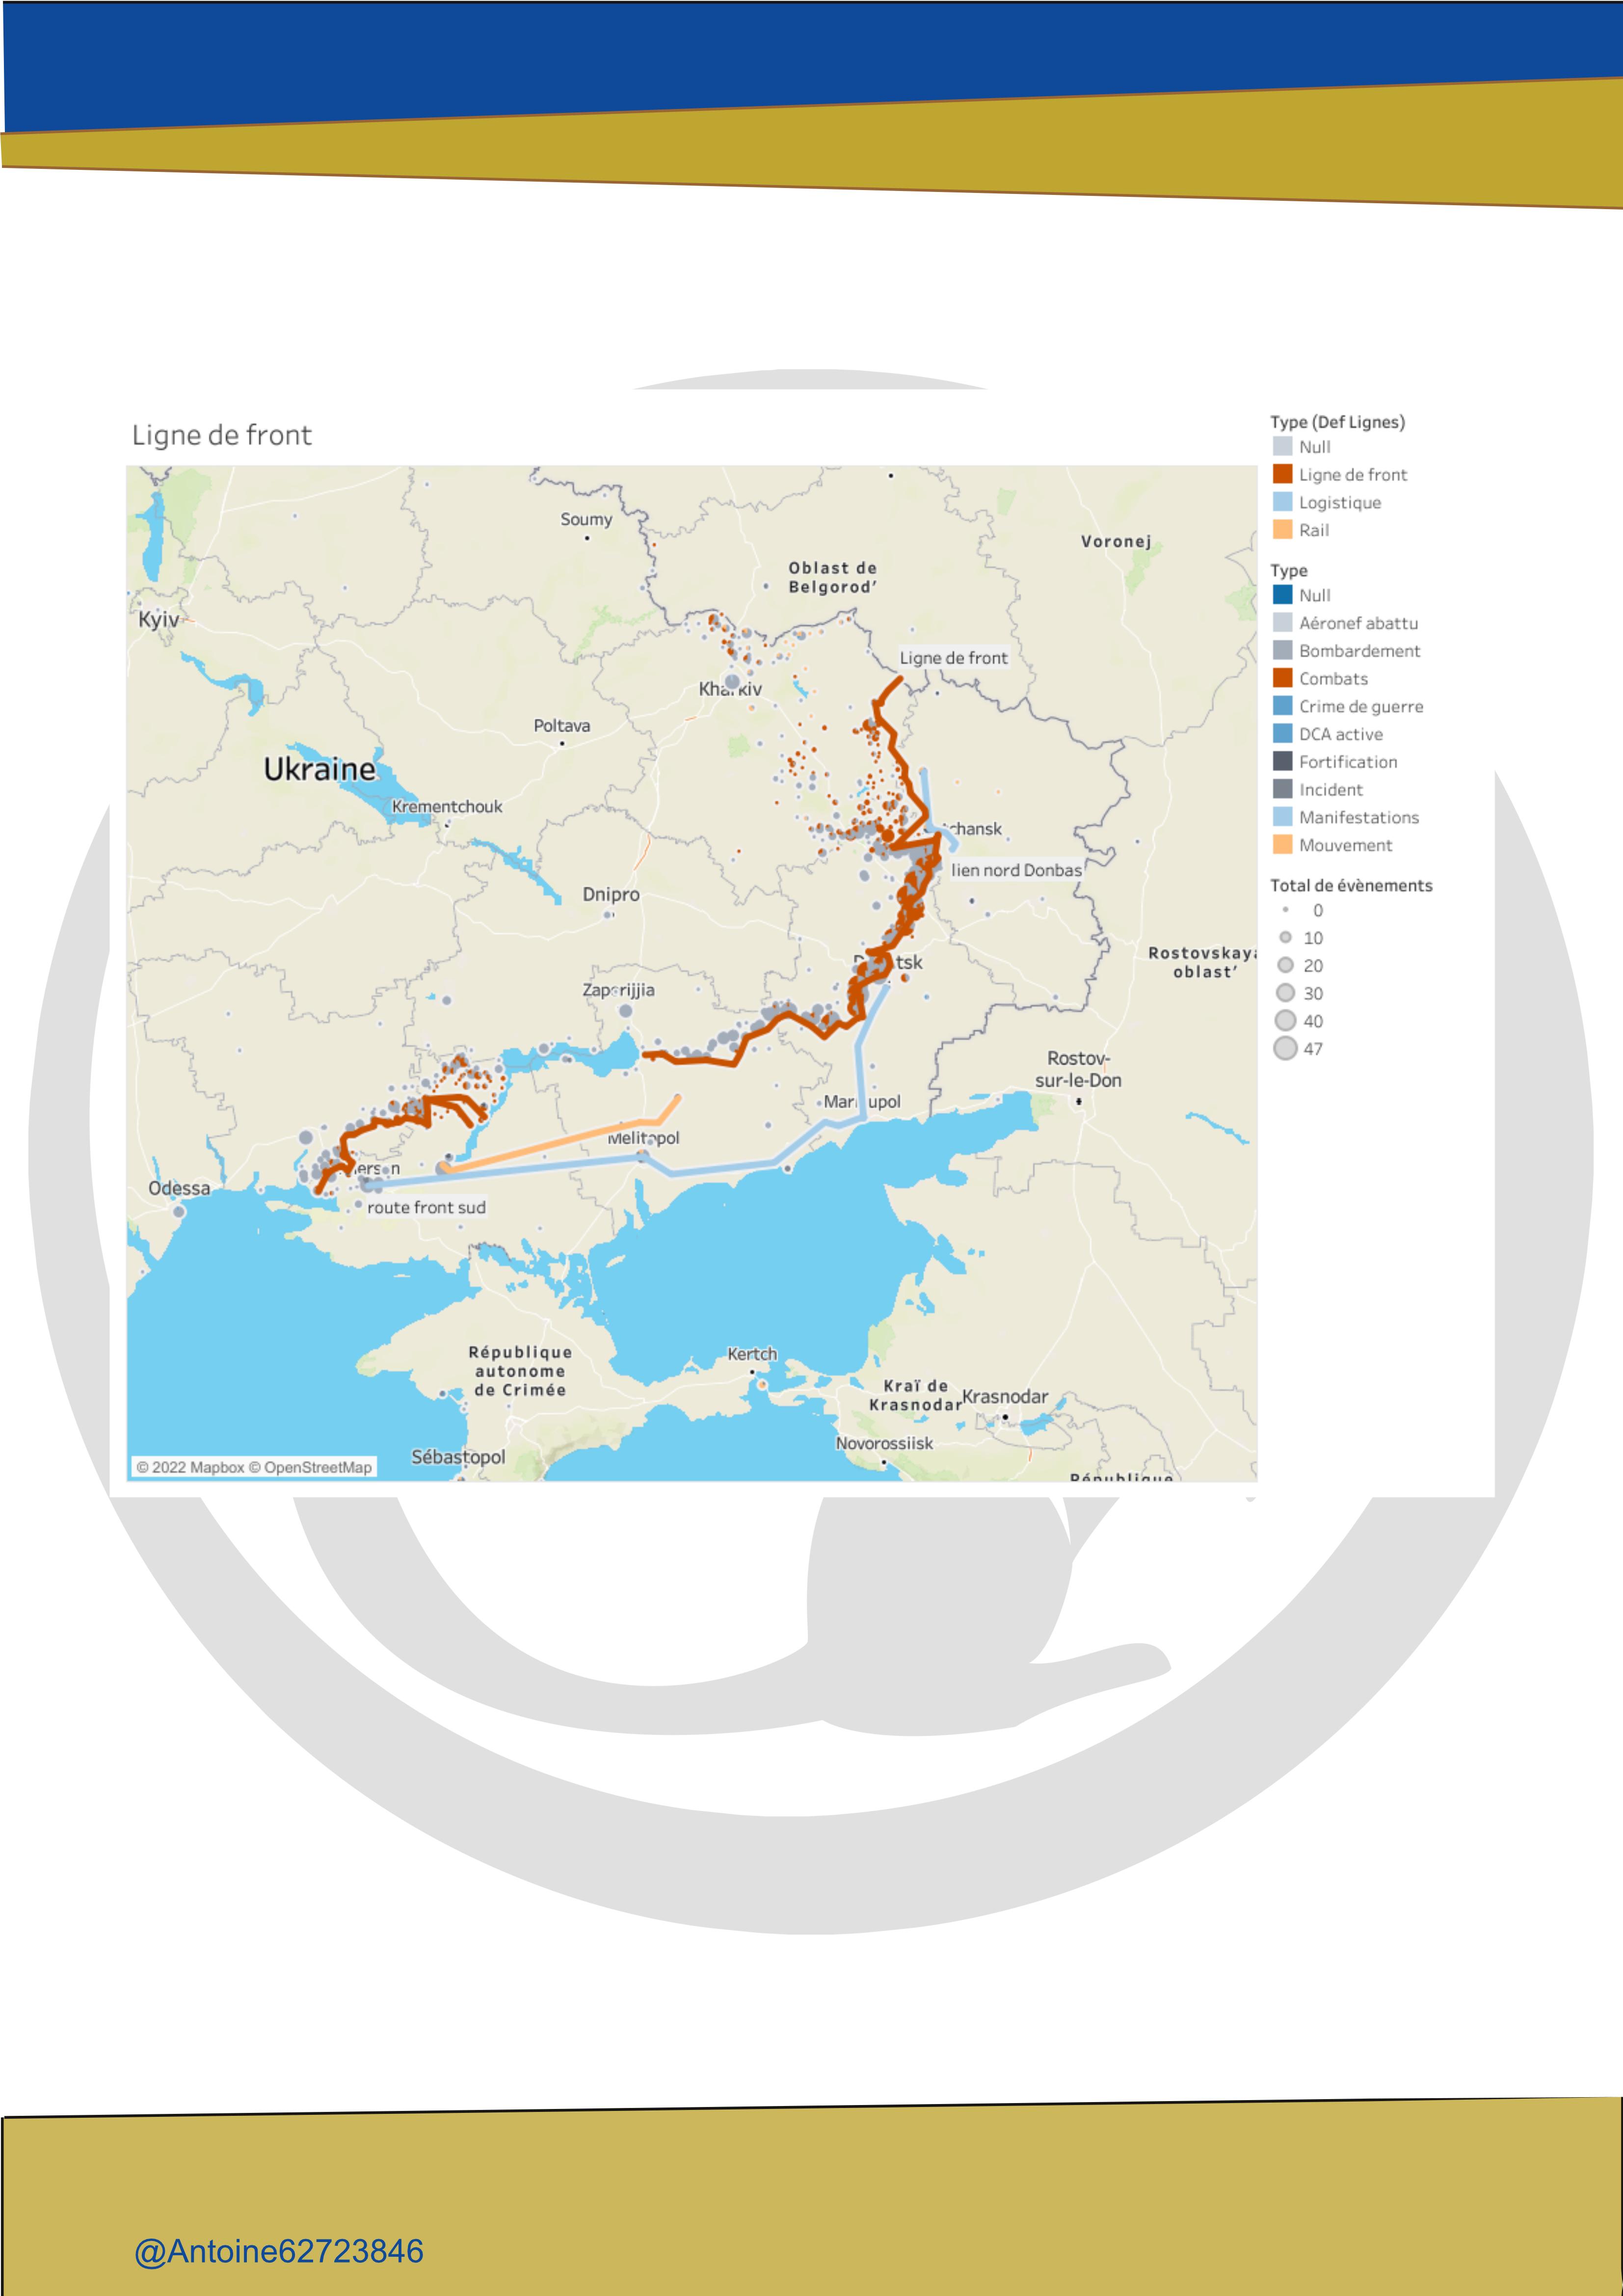 Ligne de front
Type (Def Lignes)
Null
Ligne de front
Logistique
Rail
Type
Null
Aéronef abattu
Bombardement
Combats
Crime de guerre
DCA active
Fortification
Incident
Manifestations
Mouvement
Total de évènements
0
10
20
30
40
47
Soumy
Voronej
Oblast de
Belgorod'
Kyiv
Ligne de front
Kharkiv
Poltava
Ukraine
Krementchouk
chansk
lien nord Donbas
Dnipro
Rostovskaya
oblast'
tsk
Zaporijjia
Rostov-
sur-le-Don
Marioupol
Melitopol
erson
Odessa
route front sud
République
autonome
de Crimée
Kertch
Kraï de
Krasnodar
Krasnodar
Novorossiisk
Sébastopol
République
© 2022 Mapbox © OpenStreetMap
@Antoine62723846